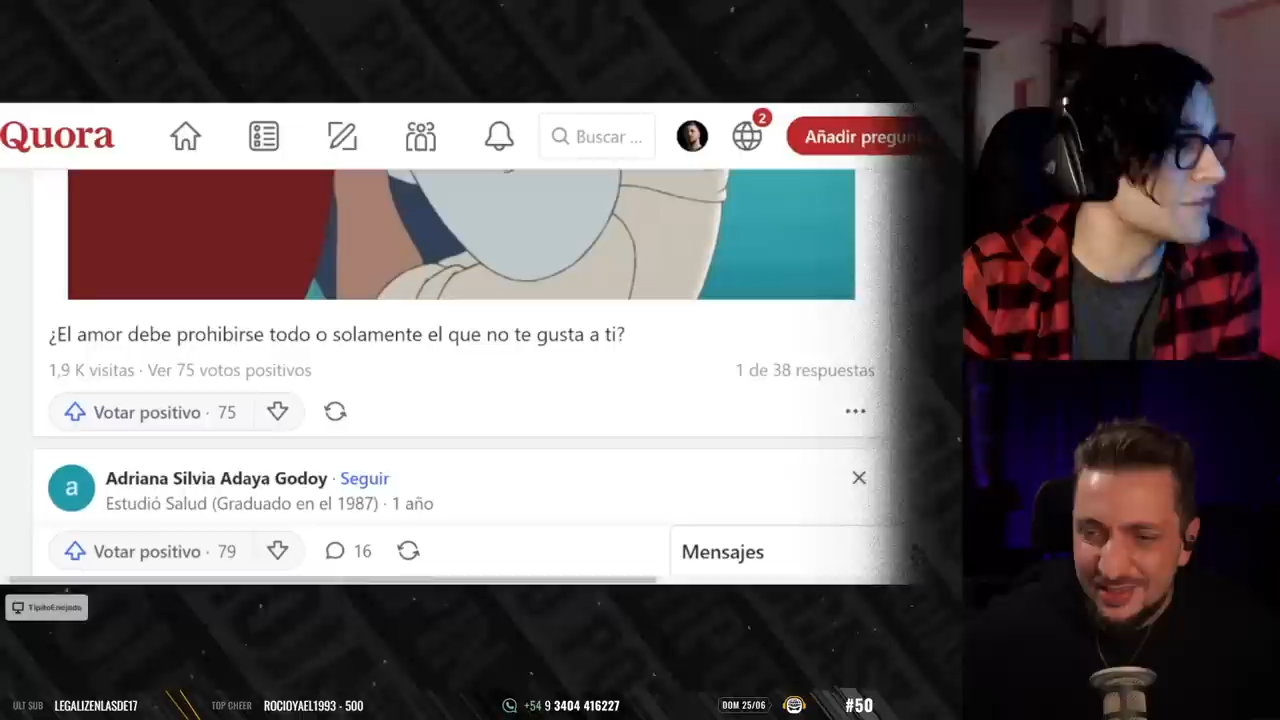 Quora
Buscar ...
2
Añadir pregun
¿El amor debe prohibirse todo o solamente el que no te gusta a ti?
1,9 K visitas · Ver 75 votos positivos
1 de 38 respuestas
Votar positivo · 75
a
Adriana Silvia Adaya Godoy · Seguir
Estudió Salud (Graduado en el 1987) · 1 año
Votar positivo · 79
16
Mensajes
TipitoEnojado
ULT SUB LEGALIZENLASDE17 TOP CHEER ROCIOYAEL1993 - 500 +54 9 3404 416227 DOM 25/06 #50